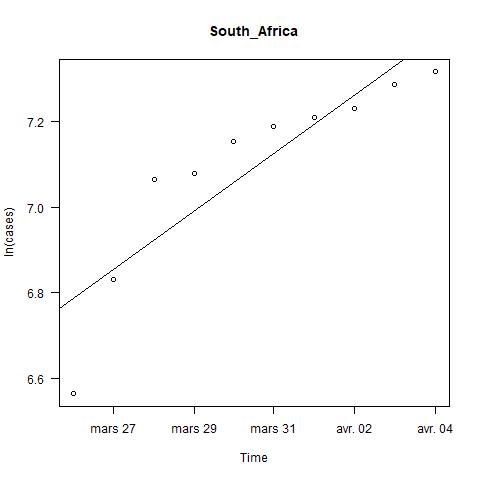 South_Africa
ln(cases)
7.2
7.0
6.8
6.6
mars 27 mars 29 mars 31 avr. 02 avr. 04
Time